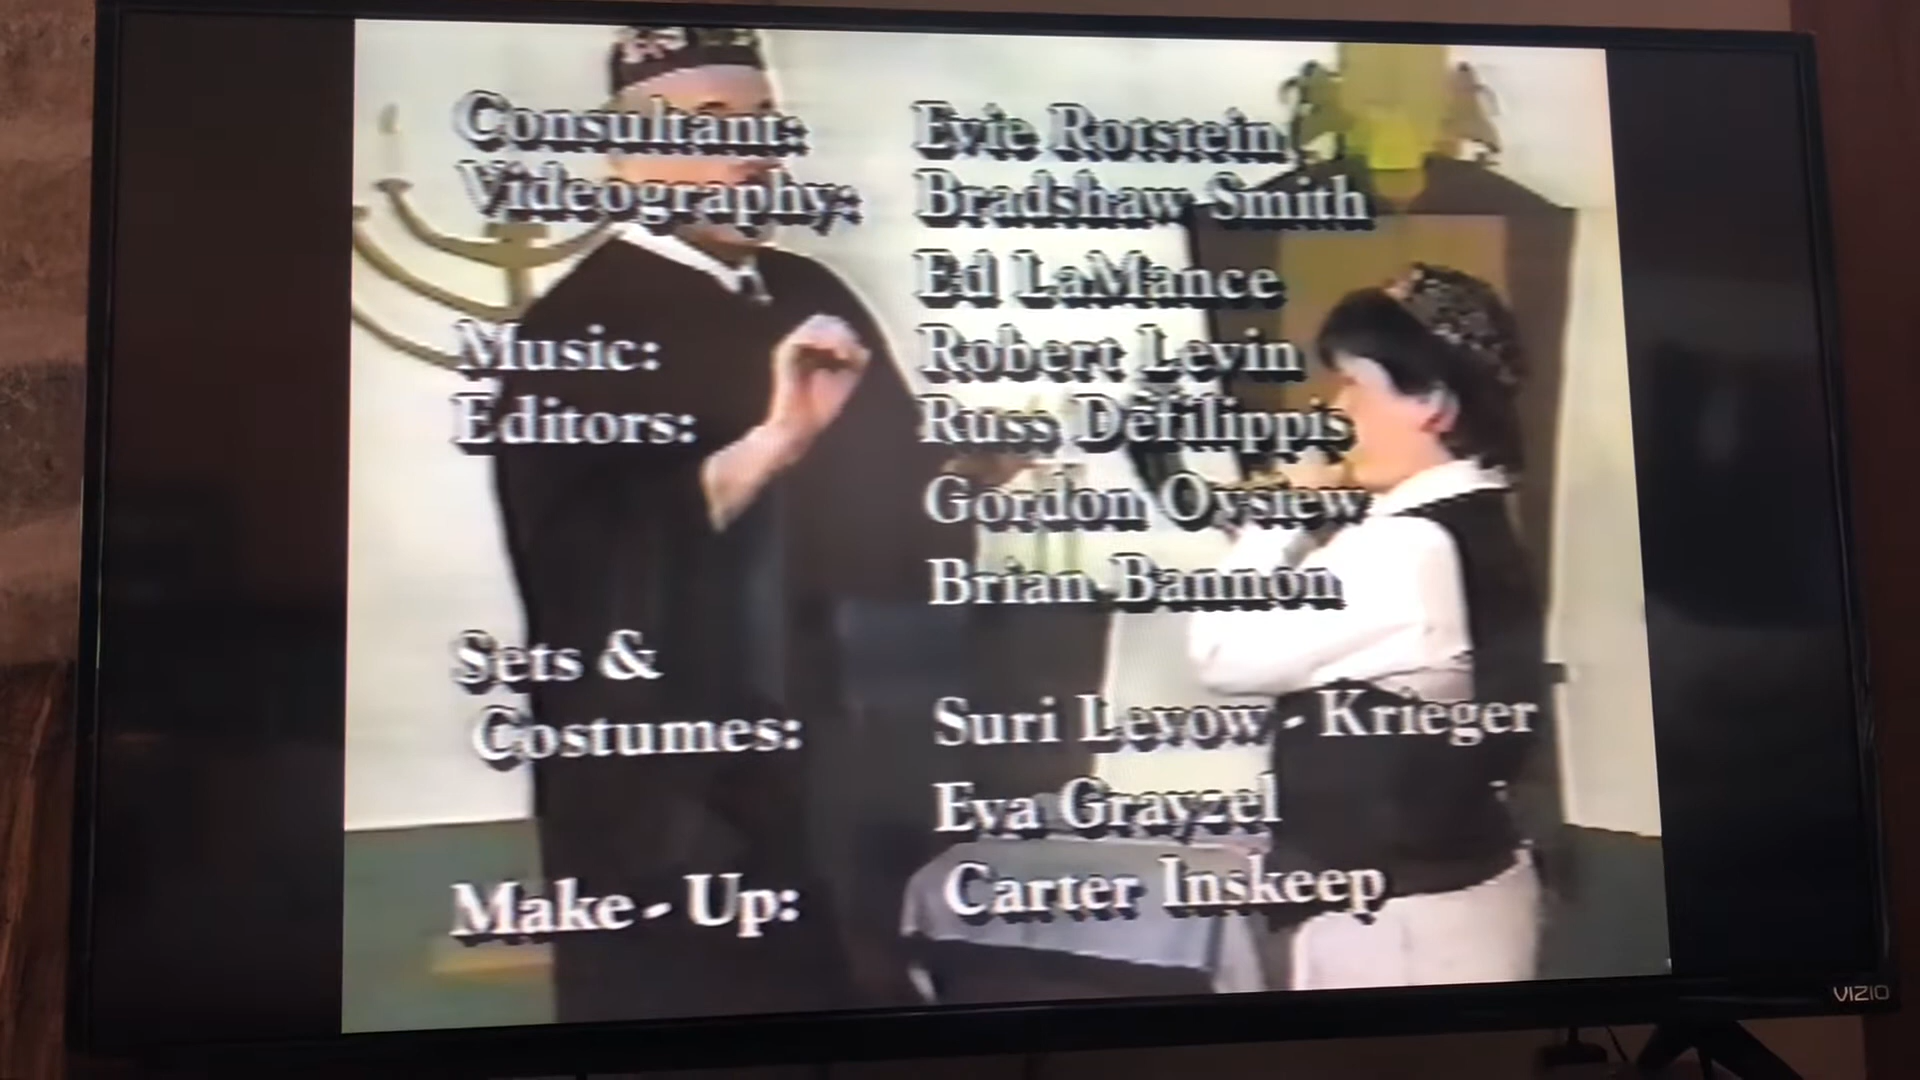 Consultant: Evie Rotstein
Videography: Bradshaw Smith
Ed LaMance
Music: Robert Levin
Editors: Russ Defilippis
Gordon
Brian Bannon
Sets &
Costumes: Suri Levow - Krieger
Eva Grayzel
Make - Up: Carter Inskeep
VIZIO